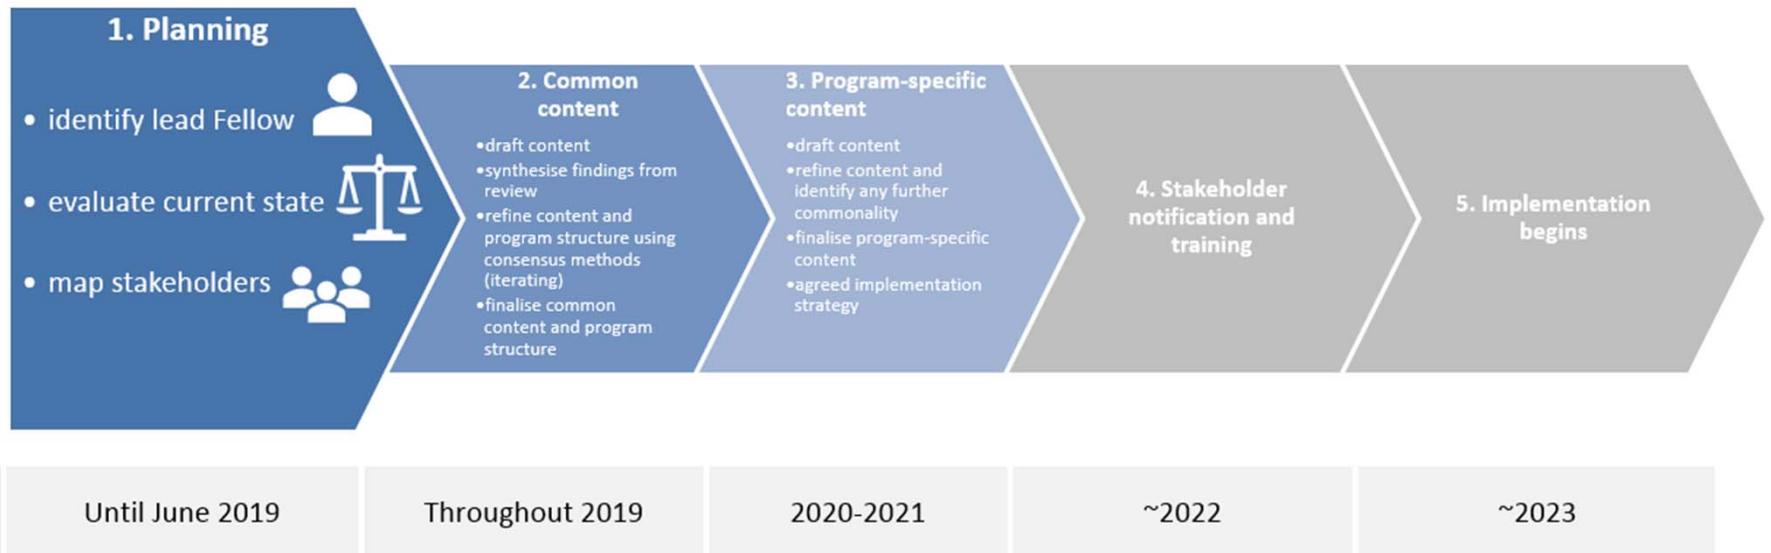 1. Planning
• identify lead Fellow
• evaluate current state
• map stakeholders
2. Common
content
•draft content
•synthesise findings from
review
•refine content and
program structure using
consensus methods
(iterating)
•finalise common
content and program
structure
3. Program-specific
content
•draft content
•refine content and
identify any further
commonality
•finalise program-specific
content
•agreed implementation
strategy
4. Stakeholder
notification and
training
5. Implementation
begins
Until June 2019
Throughout 2019
2020-2021
~2022
~2023